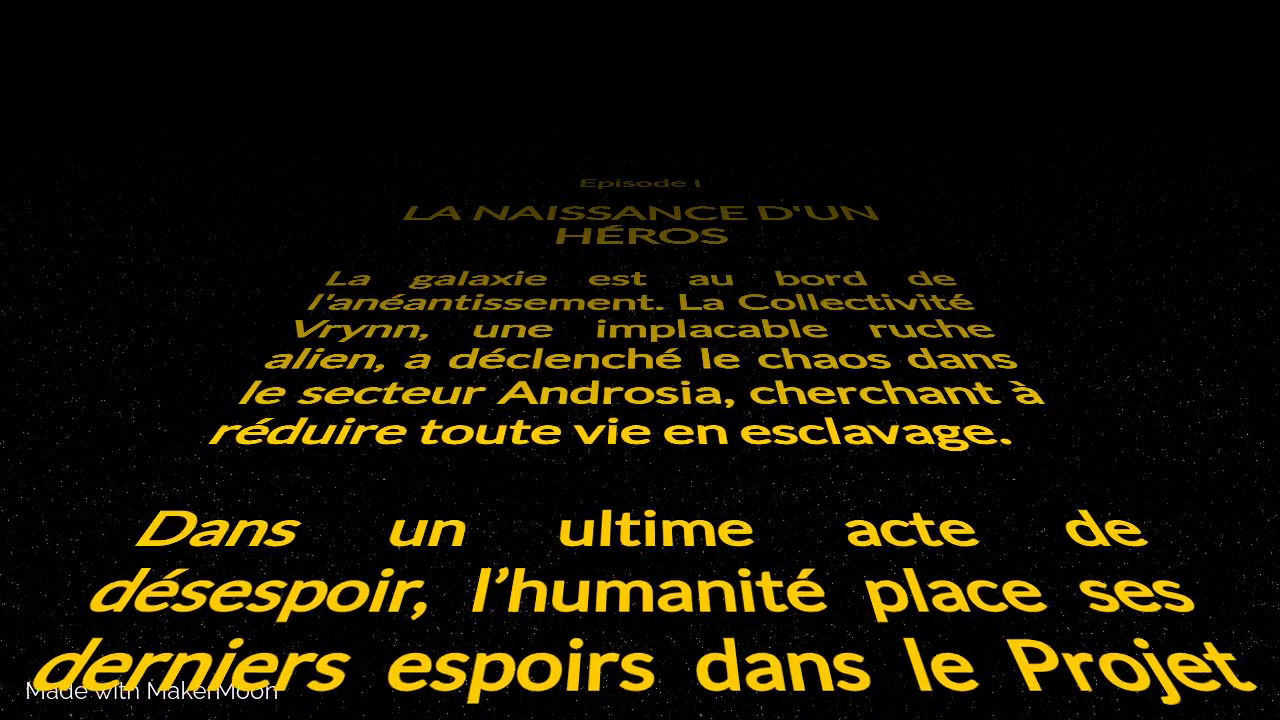 Episode I
LA NAISSANCE D'UN
HÉROS
La galaxie est au bord de
l'anéantissement. La Collectivité
Vrynn, une implacable ruche
alien, a déclenché le chaos dans
le secteur Androsia, cherchant à
réduire toute vie en esclavage.
Dans un ultime acte de
désespoir, l’humanité place ses
derniers espoirs dans le Projet
Made with MakerMoon